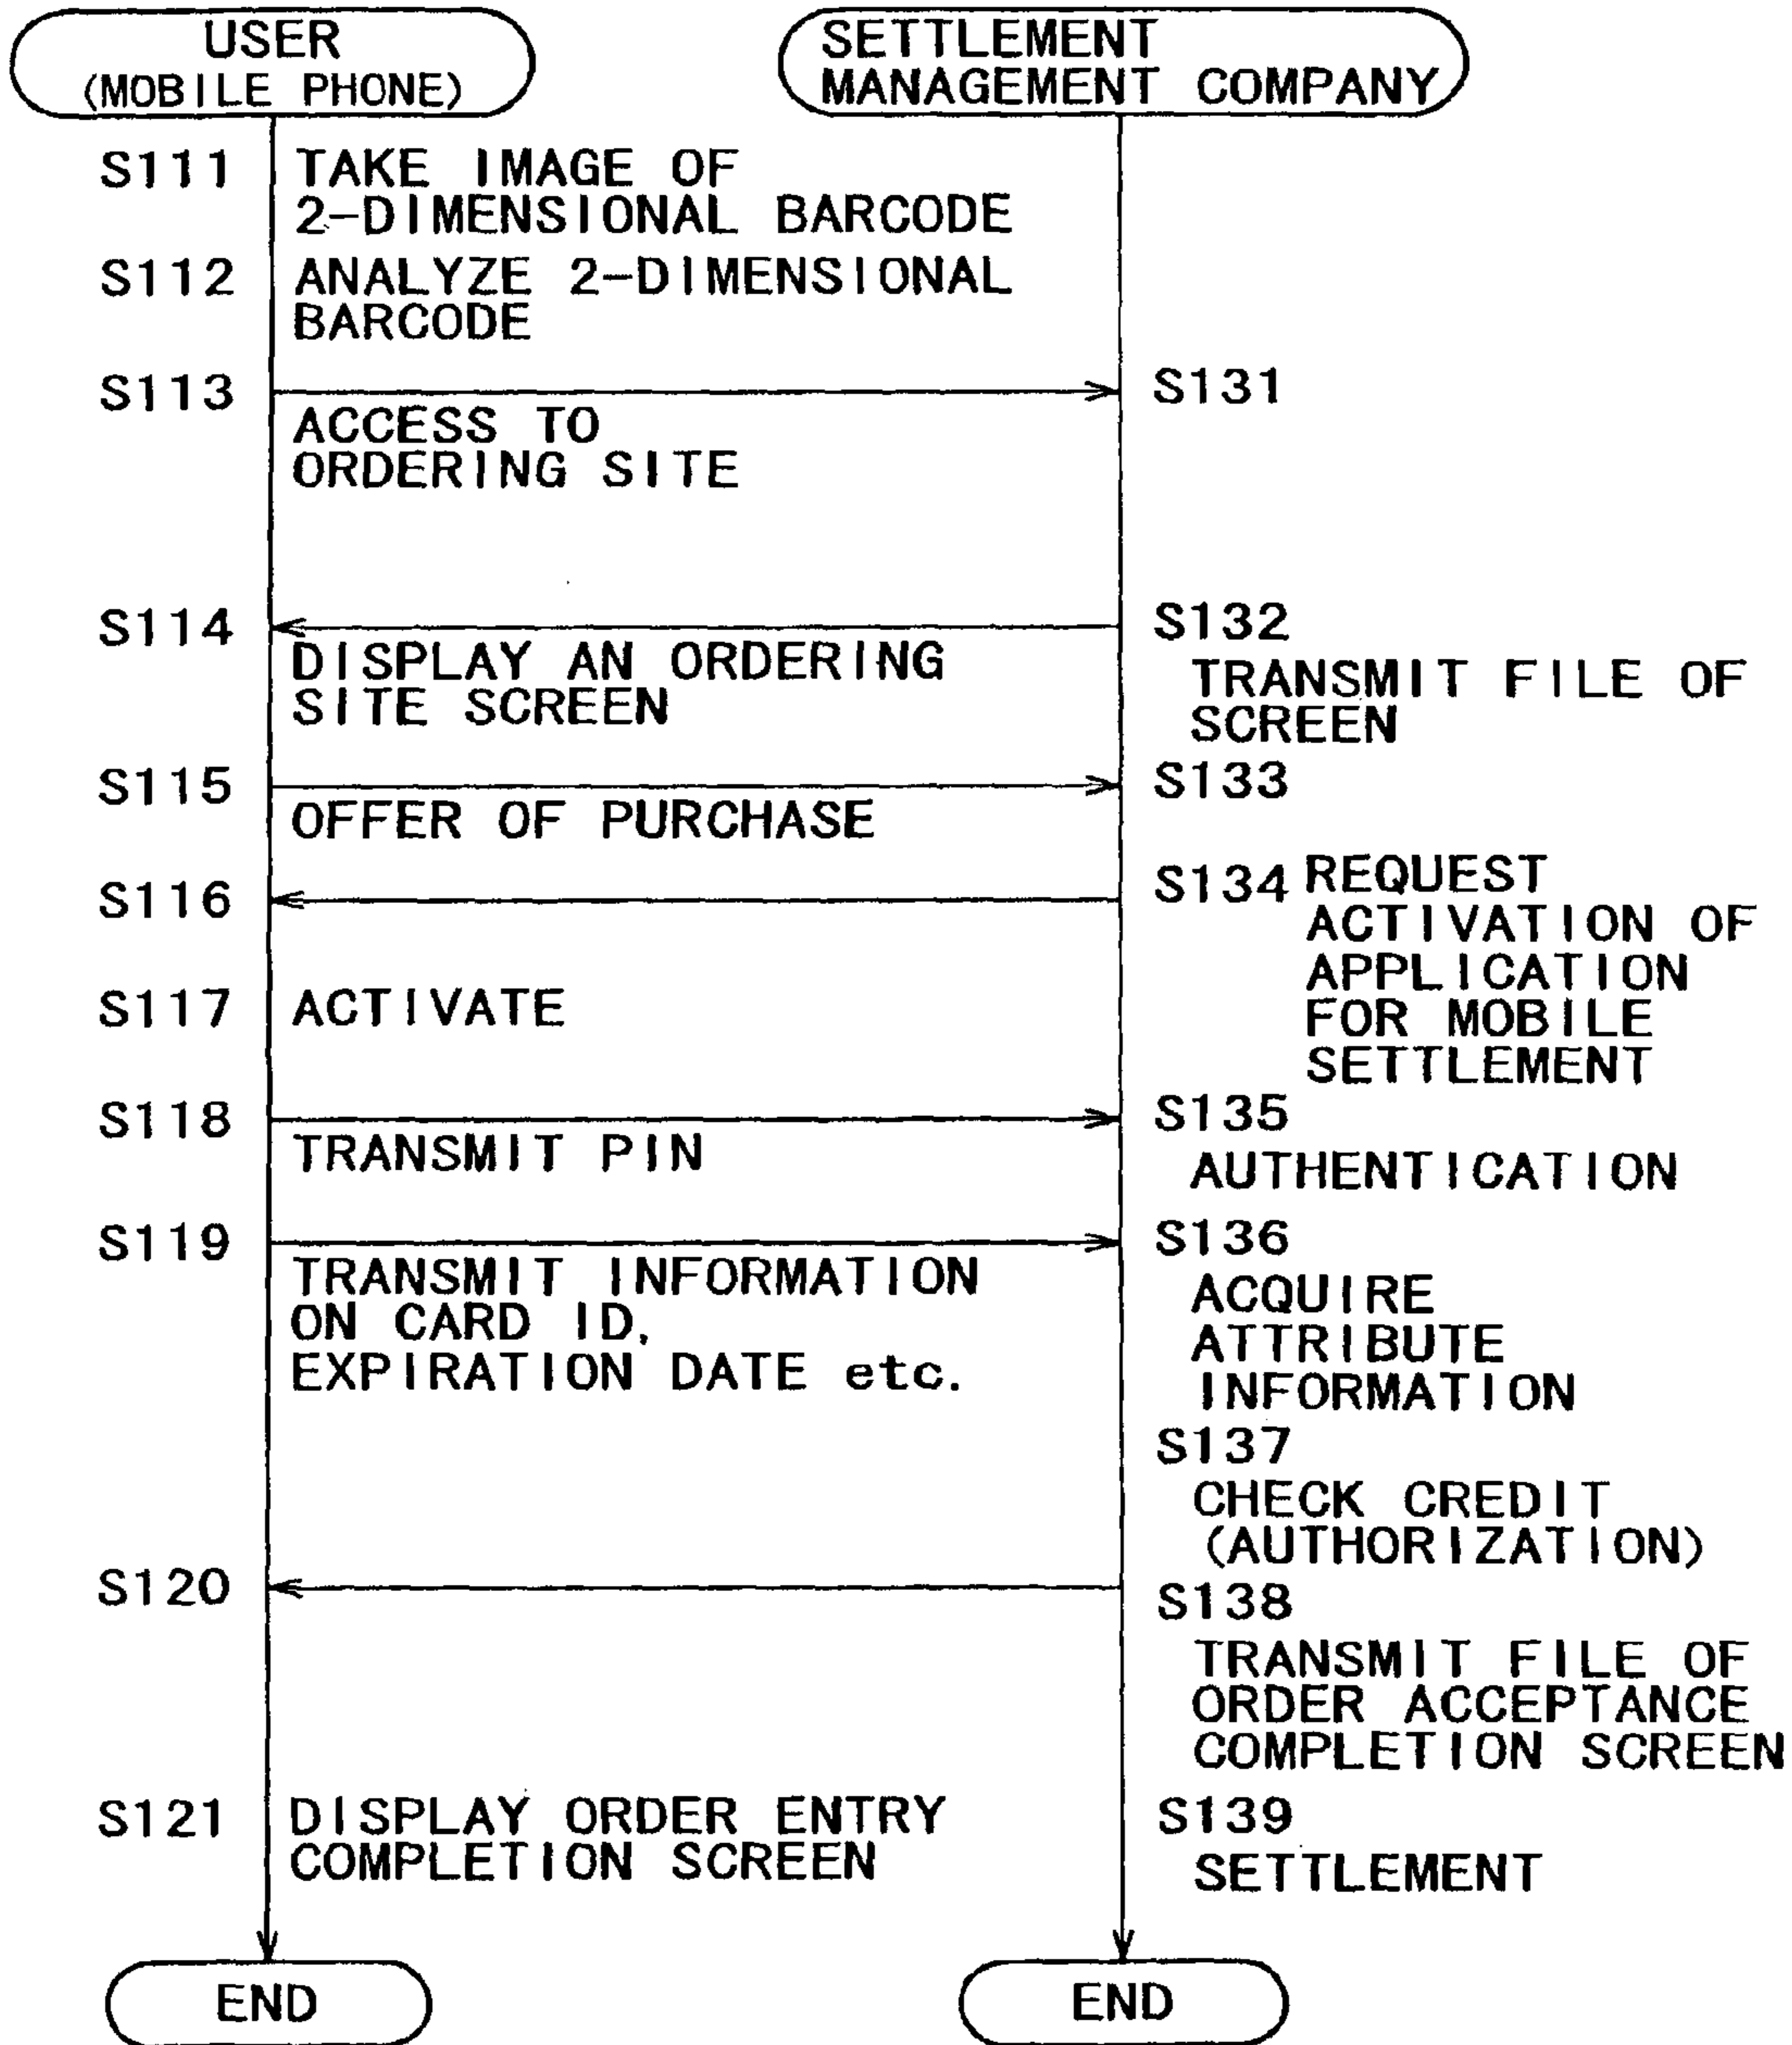 USER
(MOBILE PHONE)
SETTLEMENT
MANAGEMENT COMPANY
S111
TAKE IMAGE OF
2-DIMENSIONAL BARCODE
S112
ANALYZE 2-DIMENSIONAL
BARCODE
S113
S131
ACCESS TO
ORDERING SITE
S114
S132
DISPLAY AN ORDERING
SITE SCREEN
TRANSMIT FILE OF
SCREEN
S115
S133
OFFER OF PURCHASE
S116
S134 REQUEST
ACTIVATION OF
APPLICATION
FOR MOBILE
SETTLEMENT
S117
ACTIVATE
S118
S135
TRANSMIT PIN
AUTHENTICATION
S119
S136
TRANSMIT INFORMATION
ON CARD ID,
EXPIRATION DATE etc.
ACQUIRE
ATTRIBUTE
INFORMATION
S137
CHECK CREDIT
(AUTHORIZATION)
S120
S138
TRANSMIT FILE OF
ORDER ACCEPTANCE
COMPLETION SCREEN
S121
DISPLAY ORDER ENTRY
COMPLETION SCREEN
S139
SETTLEMENT
END
END